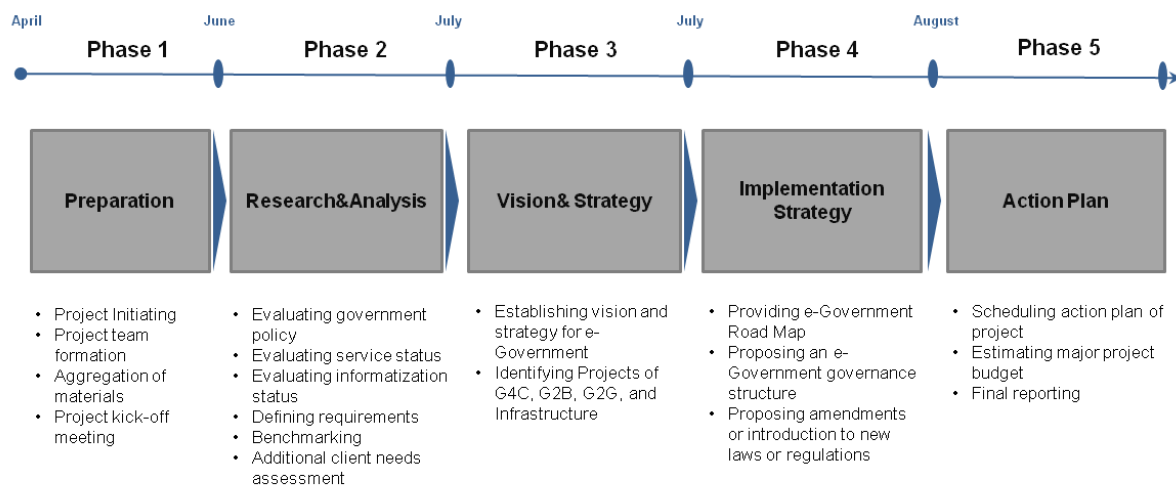 April
June
July
July
August
Phase 1
Phase 2
Phase 3
Phase 4
Phase 5
Preparation
Research&Analysis
Vision& Strategy
Implementation
Strategy
Action Plan
• Project Initiating
• Project team
formation
• Aggregation of
materials
• Project kick-off
meeting
• Evaluating government
policy
• Evaluating service status
• Evaluating informatization
status
• Defining requirements
• Benchmarking
• Additional client needs
assessment
• Establishing vision and
strategy for e-
Government
• Identifying Projects of
G4C, G2B, G2G, and
Infrastructure
• Providing e-Government
Road Map
• Proposing an e-
Government governance
structure
• Proposing amendments
or introduction to new
laws or regulations
• Scheduling action plan of
project
• Estimating major project
budget
• Final reporting